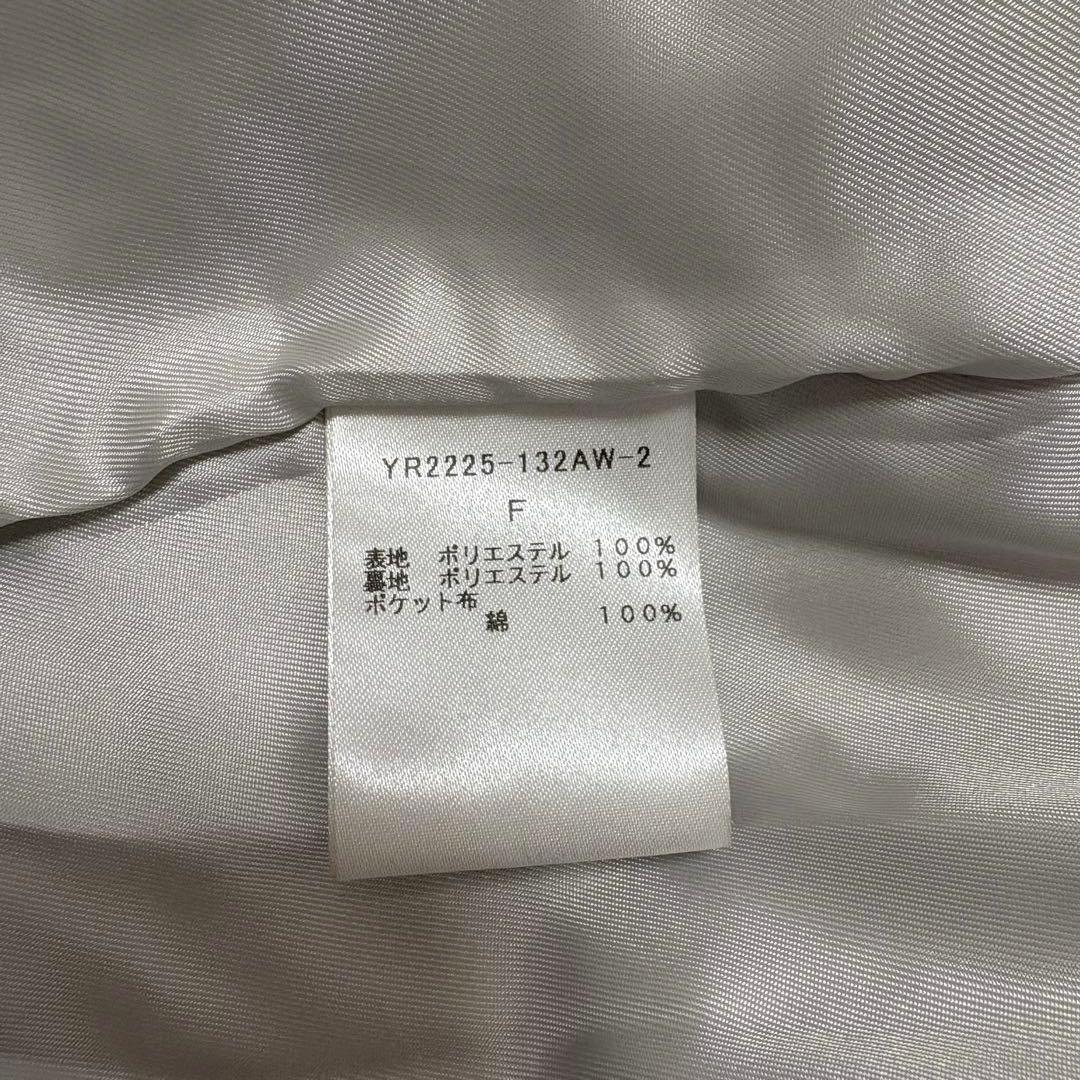 YR2225-132AW-2
F
表地 ポリエステル 100%
裏地 ポリエステル 100%
ポケット布
綿 100%